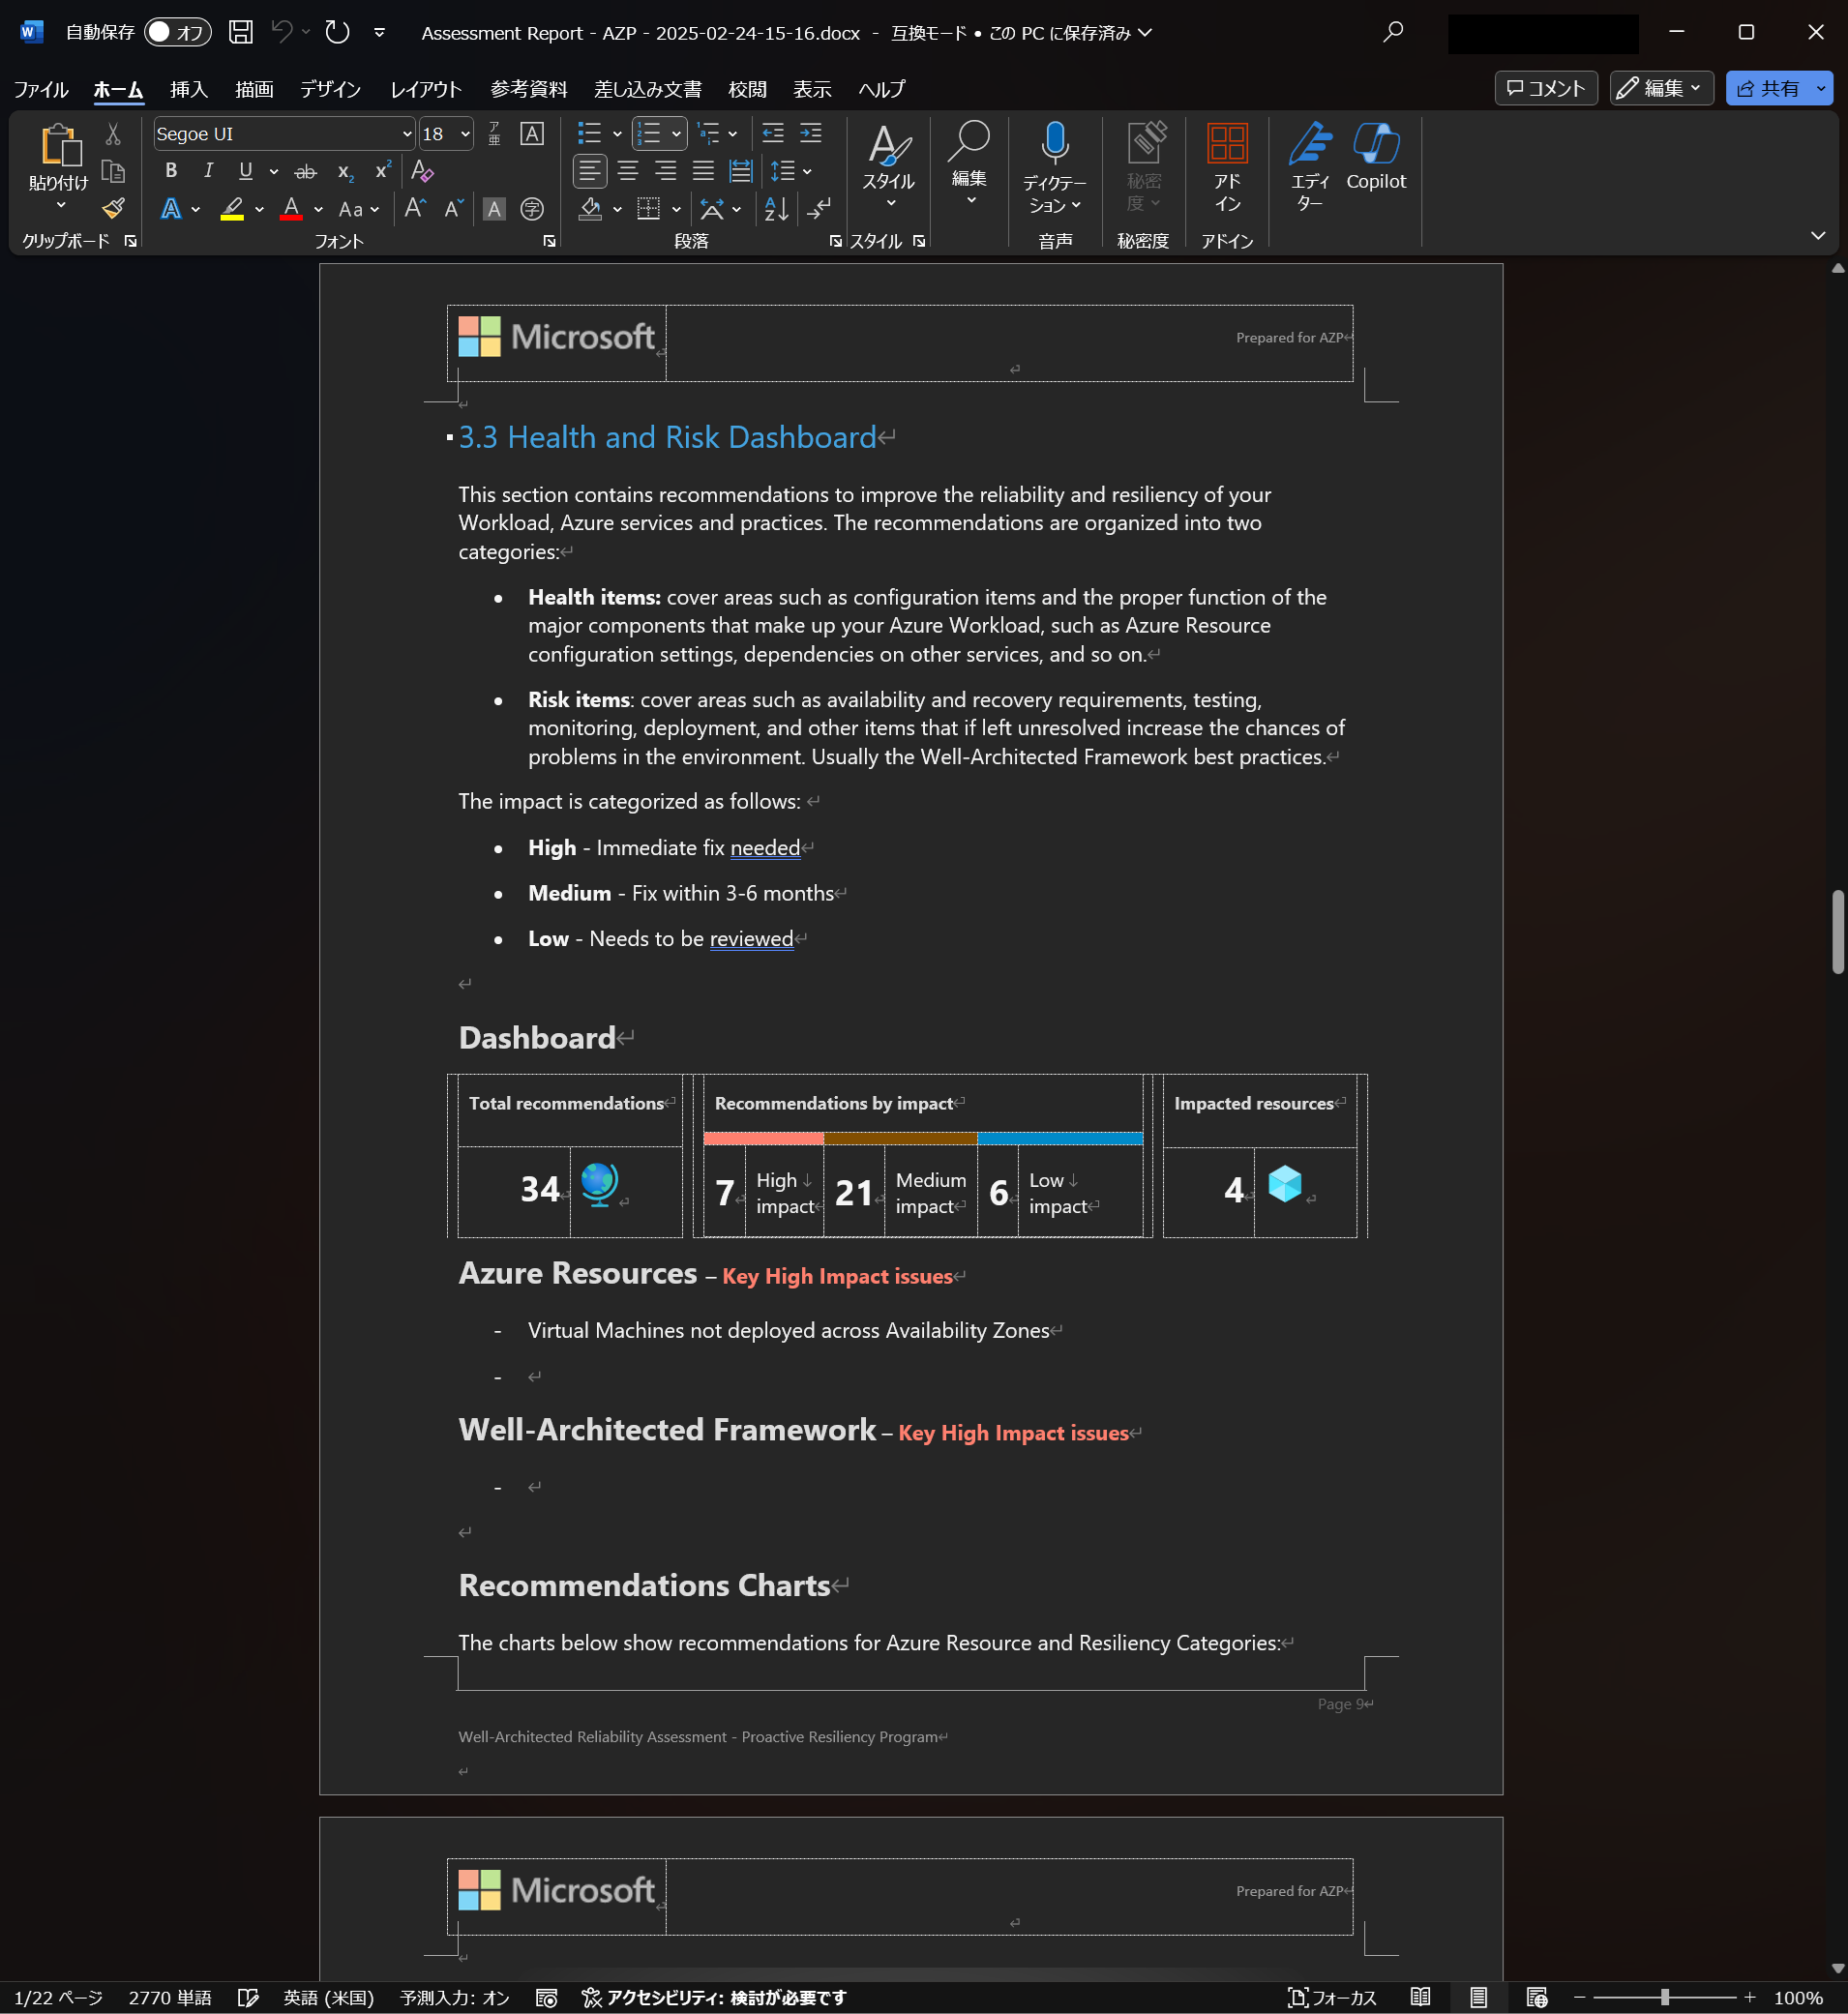 自動保存 オフ Assessment Report - AZP - 2025-02-24-15-16.docx - 互換モード • この PC に保存済み
ファイル ホーム 挿入 描画 デザイン レイアウト 参考資料 差し込み文書 校閲 表示 ヘルプ コメント 編集 共有
貼り付け
クリップボード
Segoe UI 18
フォント
段落
スタイル
スタイル
編集
ディクテー
ション
音声
秘密
度
秘密度
アド
イン
アドイン
エディ
ター
Copilot
Microsoft
Prepared for AZP
3.3 Health and Risk Dashboard
This section contains recommendations to improve the reliability and resiliency of your
Workload, Azure services and practices. The recommendations are organized into two
categories:
• Health items: cover areas such as configuration items and the proper function of the
major components that make up your Azure Workload, such as Azure Resource
configuration settings, dependencies on other services, and so on.
• Risk items: cover areas such as availability and recovery requirements, testing,
monitoring, deployment, and other items that if left unresolved increase the chances of
problems in the environment. Usually the Well-Architected Framework best practices.
The impact is categorized as follows:
• High - Immediate fix needed
• Medium - Fix within 3-6 months
• Low - Needs to be reviewed
Dashboard
Total recommendations
34
Recommendations by impact
7 High impact
21 Medium impact
6 Low impact
Impacted resources
4
Azure Resources – Key High Impact issues
- Virtual Machines not deployed across Availability Zones
-
Well-Architected Framework – Key High Impact issues
-
Recommendations Charts
The charts below show recommendations for Azure Resource and Resiliency Categories:
Page 9
Well-Architected Reliability Assessment - Proactive Resiliency Program
Microsoft
Prepared for AZP
1/22 ページ 2770 単語 英語 (米国) 予測入力: オン アクセシビリティ: 検討が必要です フォーカス 100%